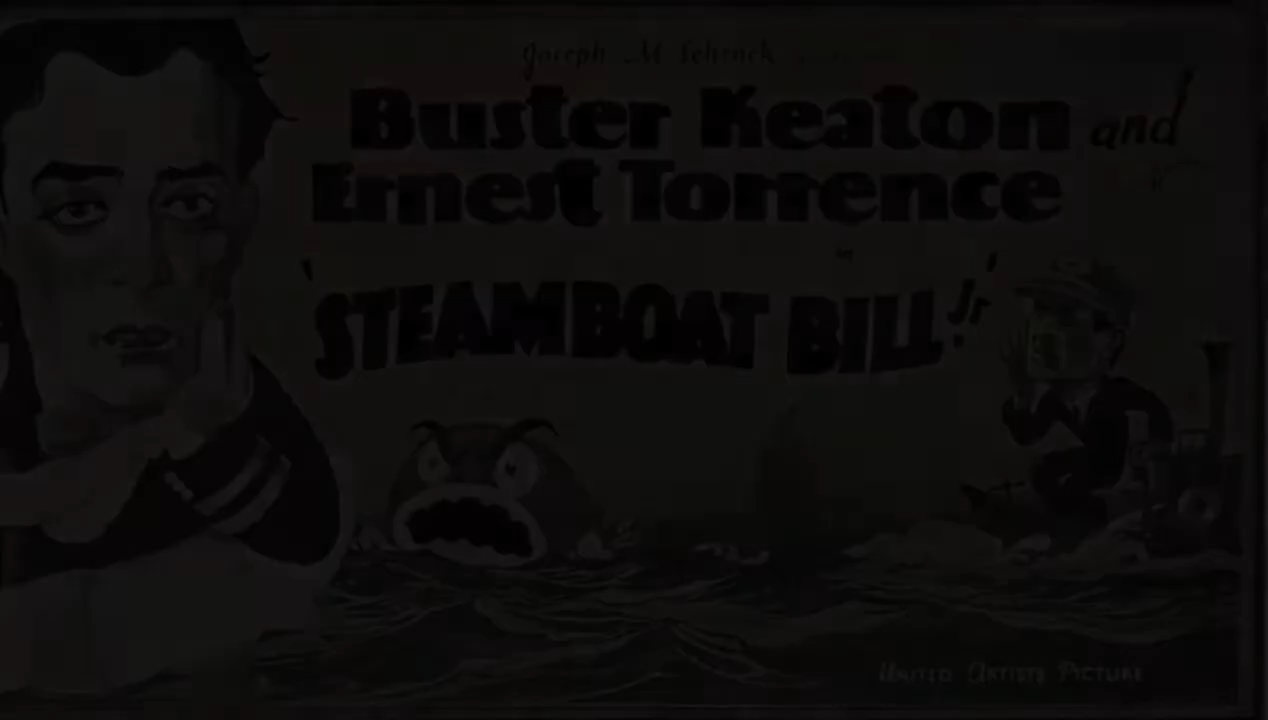 Joseph M. Schenck
Buster Keaton and
Ernest Torrence
in
'STEAMBOAT BILL Jr.'
UNITED ARTISTS PICTURE